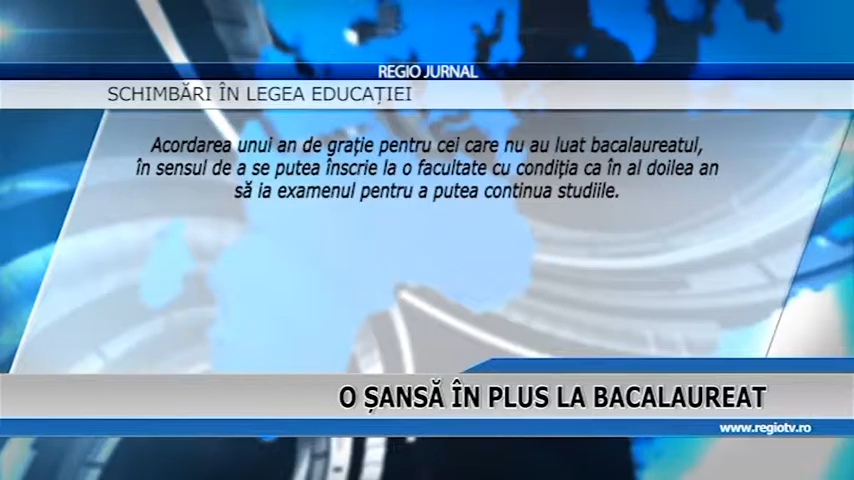 REGIO JURNAL
SCHIMBĂRI ÎN LEGEA EDUCAȚIEI
Acordarea unui an de grație pentru cei care nu au luat bacalaureatul,
în sensul de a se putea înscrie la o facultate cu condiția ca în al doilea an
să ia examenul pentru a putea continua studiile.
O ȘANSĂ ÎN PLUS LA BACALAUREAT
www.regiotv.ro